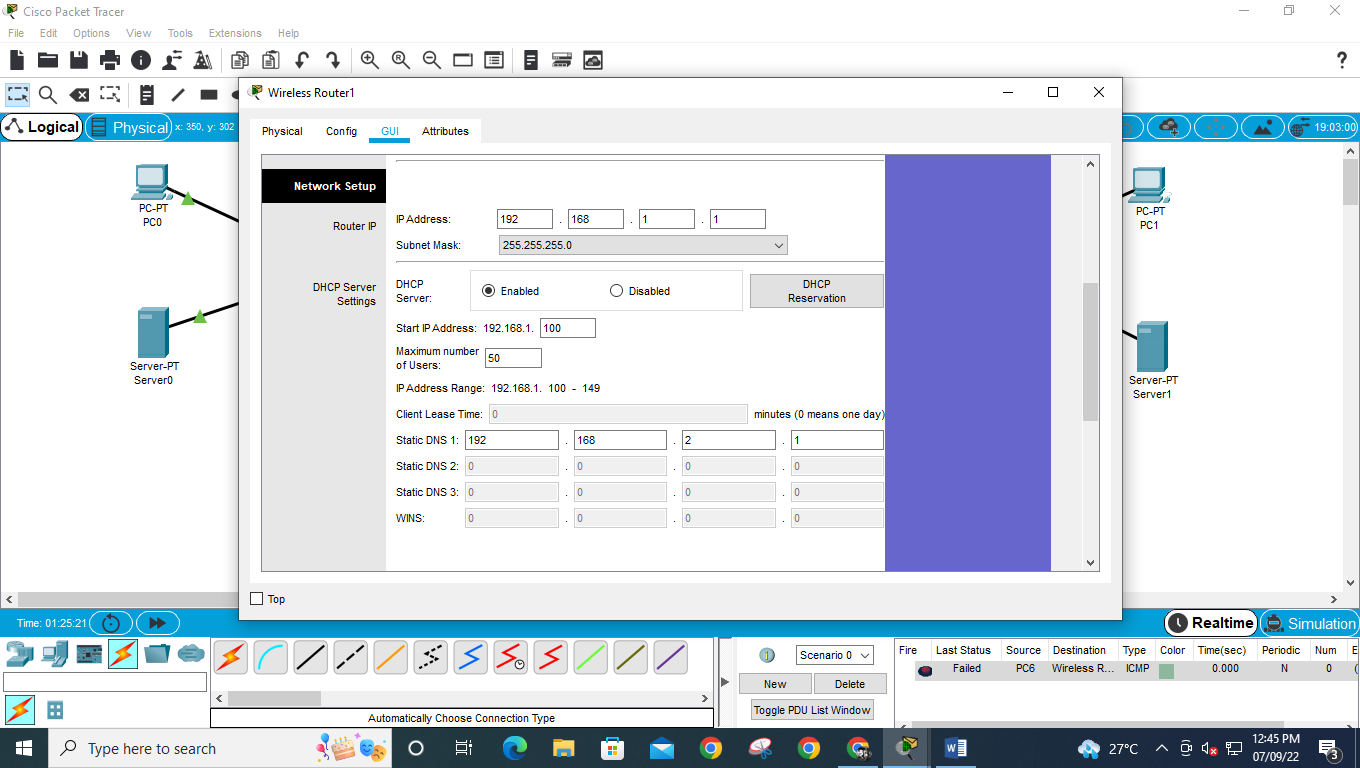 Cisco Packet Tracer
File Edit Options View Tools Extensions Help
?
Wireless Router1
Logical Physical x: 350, y: 302
19:03:00
Physical Config GUI Attributes
PC-PT
PC0
Server-PT
Server0
Network Setup
Router IP
IP Address: 192 . 168 . 1 . 1
Subnet Mask: 255.255.255.0
DHCP Server
Settings
DHCP
Server:
Enabled Disabled
DHCP
Reservation
Start IP Address: 192.168.1. 100
Maximum number
of Users:
50
IP Address Range: 192.168.1. 100 - 149
Client Lease Time: 0 minutes (0 means one day)
Static DNS 1: 192 . 168 . 2 . 1
Static DNS 2: 0 . 0 . 0 . 0
Static DNS 3: 0 . 0 . 0 . 0
WINS: 0 . 0 . 0 . 0
PC-PT
PC1
Server-PT
Server1
Top
Time: 01:25:21
Realtime Simulation
Automatically Choose Connection Type
Scenario 0
New Delete
Toggle PDU List Window
Fire Last Status Source Destination Type Color Time(sec) Periodic Num E
Failed PC6 Wireless R... ICMP 0.000 N 0 (
Type here to search
27°C
12:45 PM
07/09/22
3